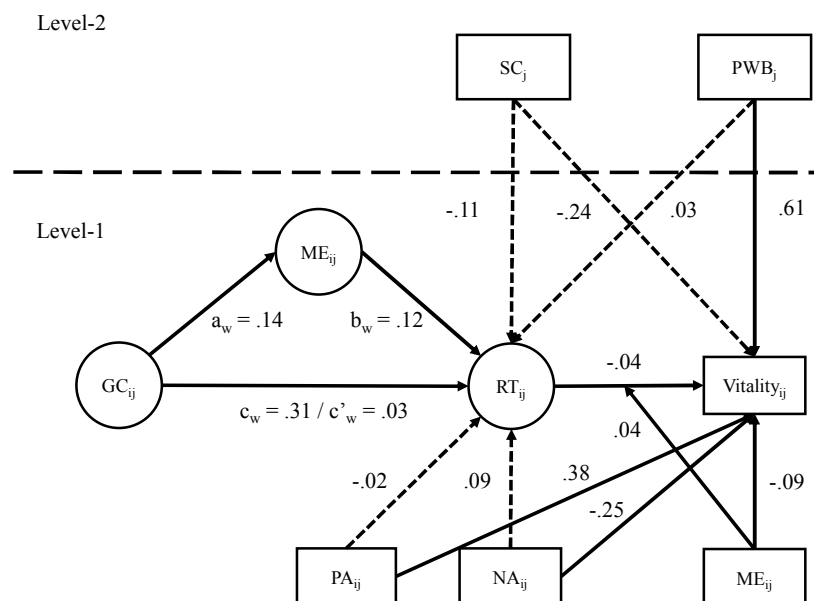 Level-2
SCj
PWBj
-.11
-.24
.03
.61
Level-1
MEij
aw = .14
bw = .12
GCij
RTij
-.04
Vitalityij
cw = .31 / c’w = .03
-.02
.09
.38
.04
-.25
-.09
PAij
NAij
MEij